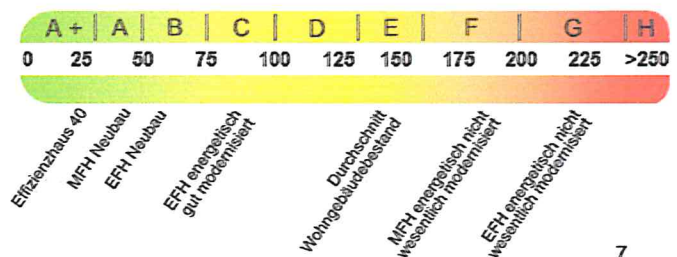 A+ A B C D E F G H
0 25 50 75 100 125 150 175 200 225 >250
Effizienzhaus 40
MFH Neubau
EFH Neubau
EFH energetisch
gut modernisiert
Durchschnitt
Wohngebäudebestand
MFH energetisch nicht
wesentlich modernisiert
EFH energetisch nicht
wesentlich modernisiert
7